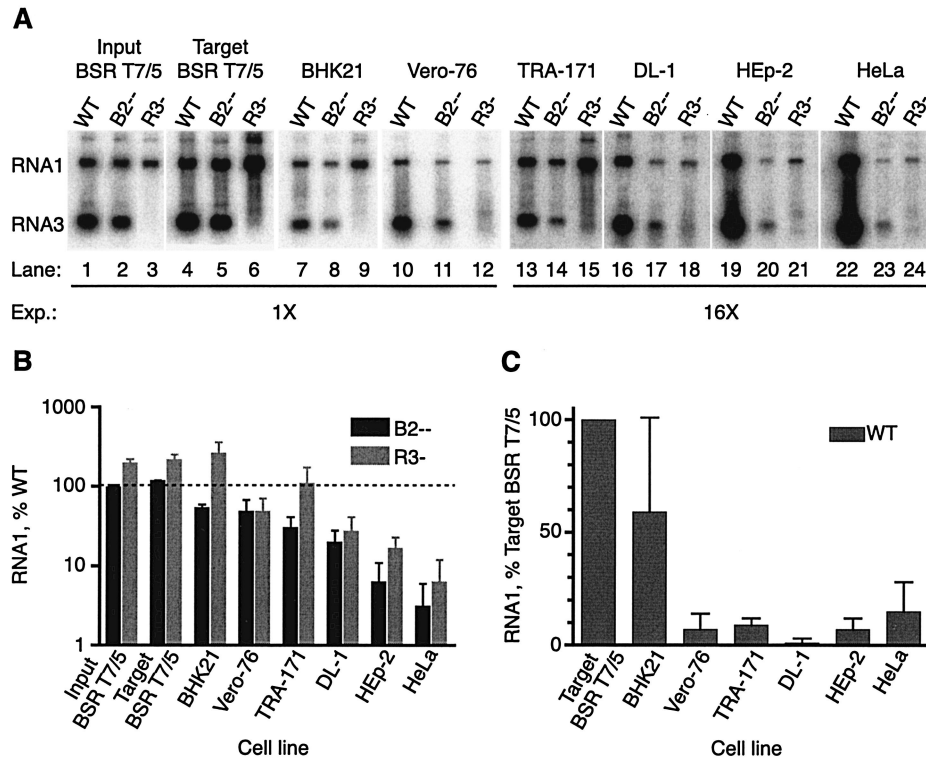 A
Input BSR T7/5
Target BSR T7/5
BHK21
Vero-76
TRA-171
DL-1
HEp-2
HeLa
WT B2-- R3- WT B2-- R3- WT B2-- R3- WT B2-- R3- WT B2-- R3- WT B2-- R3- WT B2-- R3- WT B2-- R3-
RNA1
RNA3
Lane: 1 2 3 4 5 6 7 8 9 10 11 12 13 14 15 16 17 18 19 20 21 22 23 24
Exp.: 1X 16X
B
RNA1, % WT
1000
100
10
1
B2--
R3-
Input BSR T7/5
Target BSR T7/5
BHK21
Vero-76
TRA-171
DL-1
HEp-2
HeLa
Cell line
C
RNA1, % Target BSR T7/5
100
50
0
WT
Target BSR T7/5
BHK21
Vero-76
TRA-171
DL-1
HEp-2
HeLa
Cell line